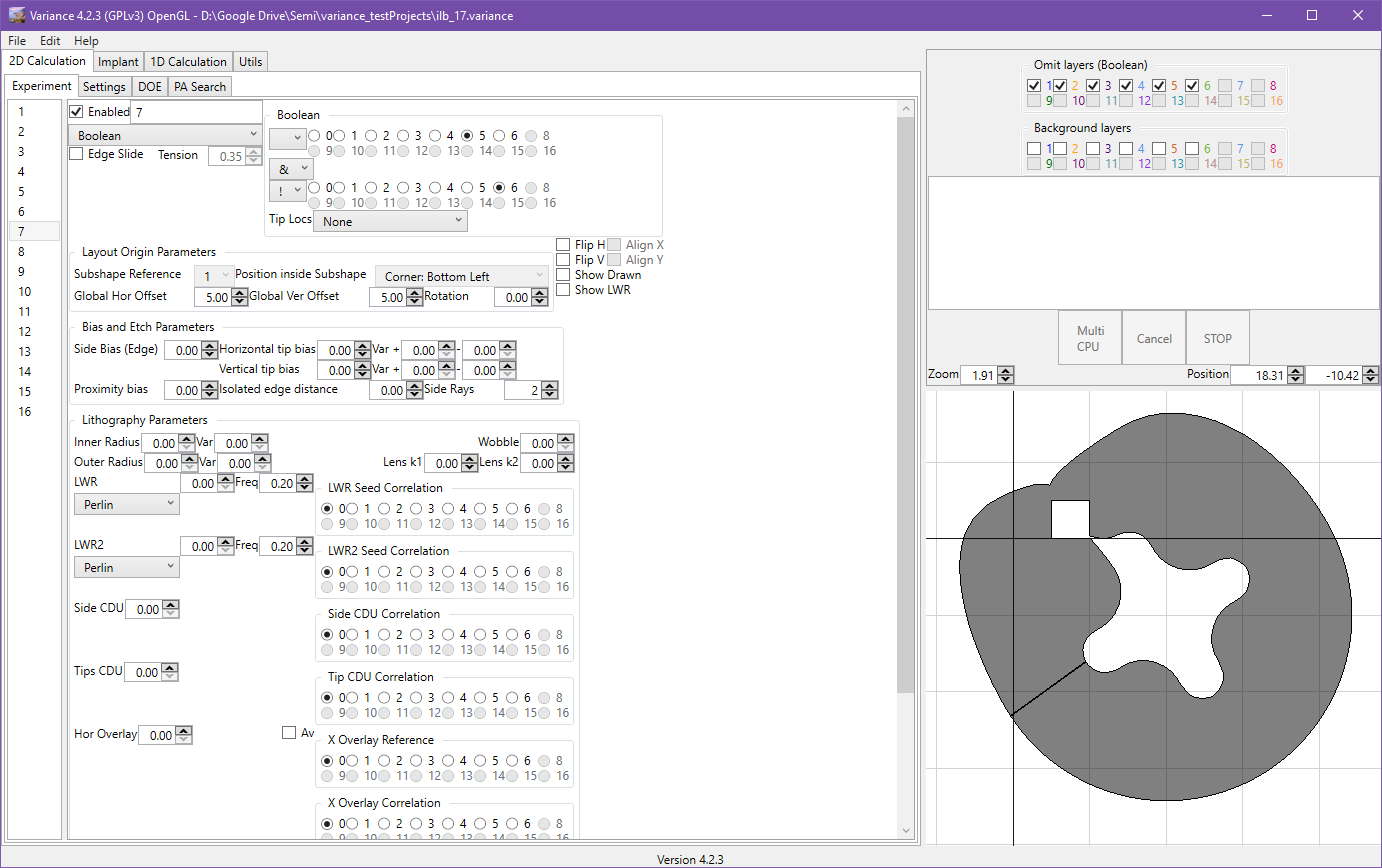 Variance 4.2.3 (GPLv3) OpenGL - D:\Google Drive\Semi\variance_testProjects\ilb_17.variance
File Edit Help
2D Calculation Implant 1D Calculation Utils
Experiment Settings DOE PA Search
1
2
3
4
5
6
7
8
9
10
11
12
13
14
15
16
Enabled 7
Boolean
Edge Slide Tension 0.35
Boolean
0 1 2 3 4 5 6 8
9 10 11 12 13 14 15 16
&
! 0 1 2 3 4 5 6 8
9 10 11 12 13 14 15 16
Tip Locs None
Layout Origin Parameters
Subshape Reference 1 Position inside Subshape Corner: Bottom Left
Global Hor Offset 5.00 Global Ver Offset 5.00 Rotation 0.00
Flip H Align X
Flip V Align Y
Show Drawn
Show LWR
Bias and Etch Parameters
Side Bias (Edge) 0.00 Horizontal tip bias 0.00 Var + 0.00 - 0.00
Vertical tip bias 0.00 Var + 0.00 - 0.00
Proximity bias 0.00 Isolated edge distance 0.00 Side Rays 2
Lithography Parameters
Inner Radius 0.00 Var 0.00 Wobble 0.00
Outer Radius 0.00 Var 0.00 Lens k1 0.00 Lens k2 0.00
LWR 0.00 Freq 0.20
Perlin
LWR Seed Correlation
0 1 2 3 4 5 6 8
9 10 11 12 13 14 15 16
LWR2 0.00 Freq 0.20
Perlin
LWR2 Seed Correlation
0 1 2 3 4 5 6 8
9 10 11 12 13 14 15 16
Side CDU 0.00
Side CDU Correlation
0 1 2 3 4 5 6 8
9 10 11 12 13 14 15 16
Tips CDU 0.00
Tip CDU Correlation
0 1 2 3 4 5 6 8
9 10 11 12 13 14 15 16
Hor Overlay 0.00 Av
X Overlay Reference
0 1 2 3 4 5 6 8
9 10 11 12 13 14 15 16
X Overlay Correlation
0 1 2 3 4 5 6 8
9 10 11 12 13 14 15 16
Omit layers (Boolean)
1 2 3 4 5 6 7 8
9 10 11 12 13 14 15 16
Background layers
1 2 3 4 5 6 7 8
9 10 11 12 13 14 15 16
Multi CPU
Cancel
STOP
Zoom 1.91 Position 18.31 -10.42
Version 4.2.3